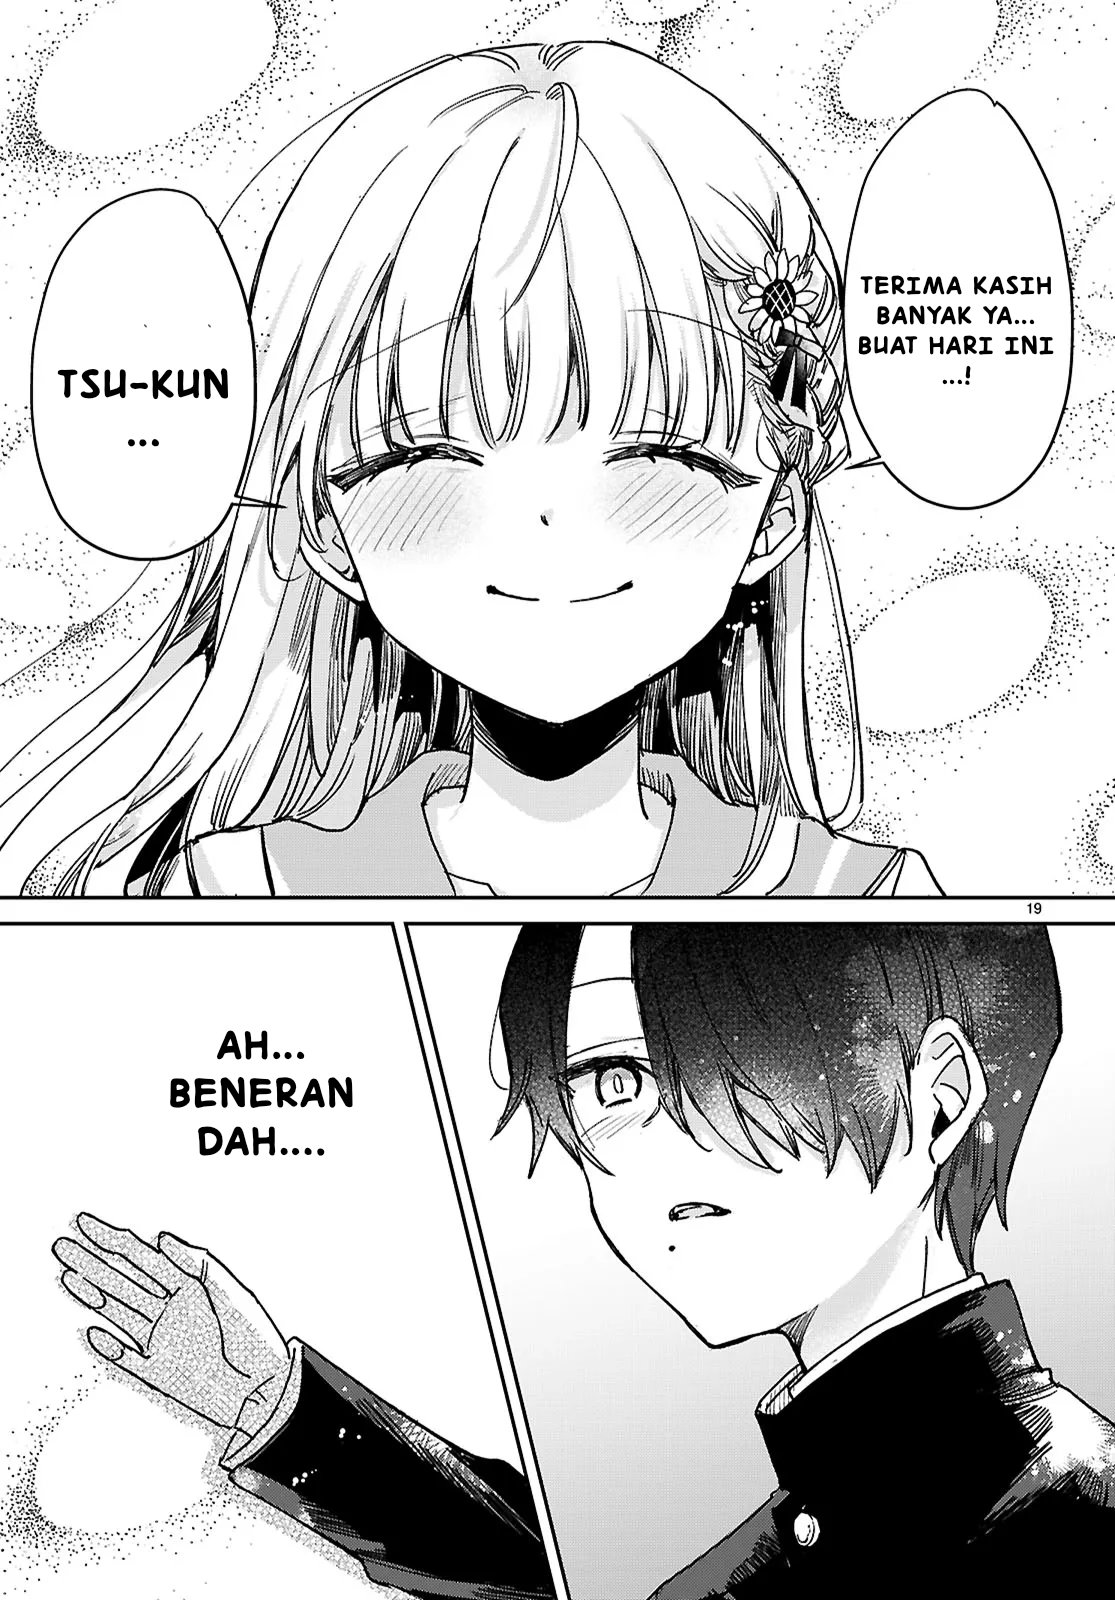 TERIMA KASIH
BANYAK YA...
BUAT HARI INI
...!
TSU-KUN
...
19
AH...
BENERAN
DAH....